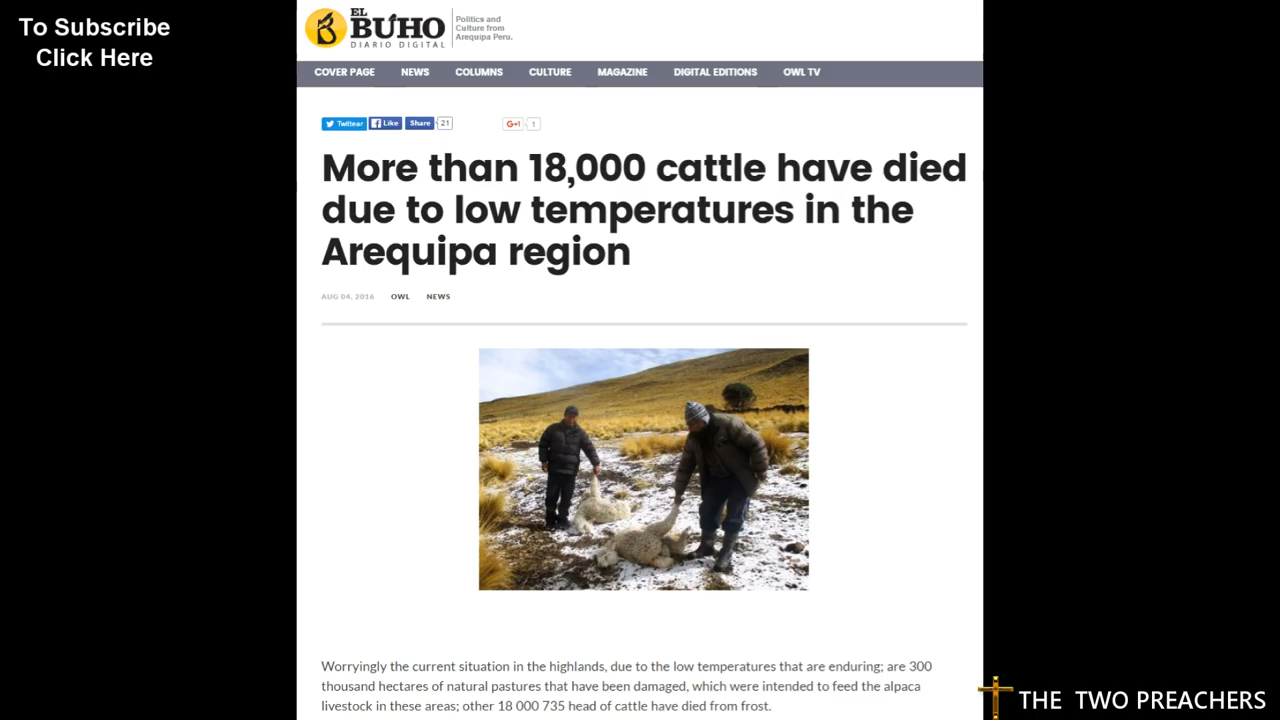 To Subscribe
Click Here
EL
BUHO
DIARIO DIGITAL
Politics and
Culture from
Arequipa Peru.
COVER PAGE NEWS COLUMNS CULTURE MAGAZINE DIGITAL EDITIONS OWL TV
Twittear Like Share 21 G+1 1
More than 18,000 cattle have died
due to low temperatures in the
Arequipa region
AUG 04, 2016 OWL NEWS
Worryingly the current situation in the highlands, due to the low temperatures that are enduring; are 300
thousand hectares of natural pastures that have been damaged, which were intended to feed the alpaca
livestock in these areas; other 18 000 735 head of cattle have died from frost.
THE TWO PREACHERS